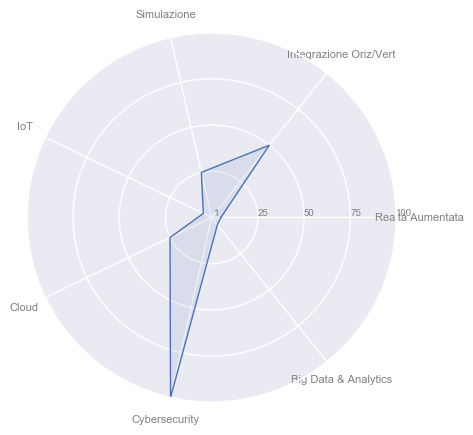 Simulazione
Integrazione Oriz/Vert
IoT
1 25 50 75 100
Realtà Aumentata
Cloud
Big Data & Analytics
Cybersecurity